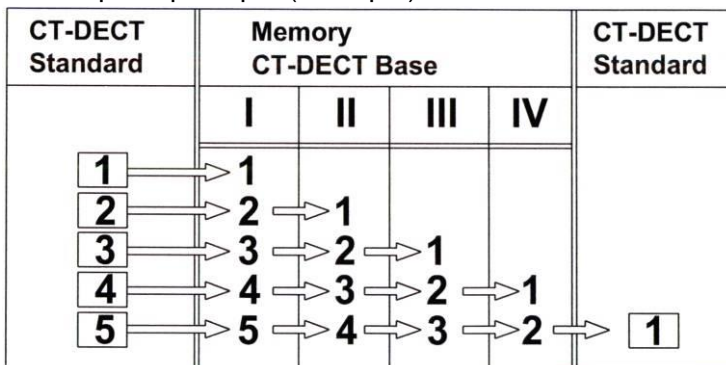 CT-DECT Memory CT-DECT
Standard CT-DECT Base Standard
I II III IV
1 1
2 2 1
3 3 2 1
4 4 3 2 1
5 5 4 3 2 1